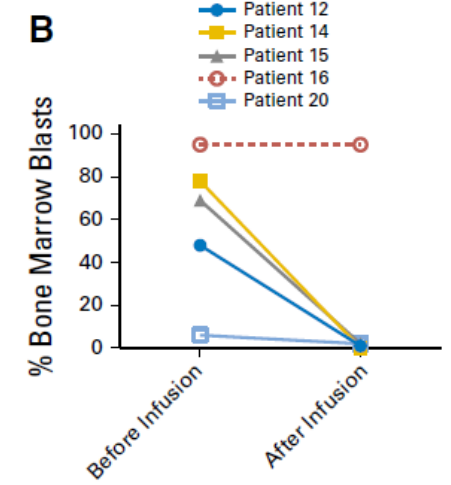 B
Patient 12
Patient 14
Patient 15
Patient 16
Patient 20
% Bone Marrow Blasts
100
80
60
40
20
0
Before Infusion
After Infusion